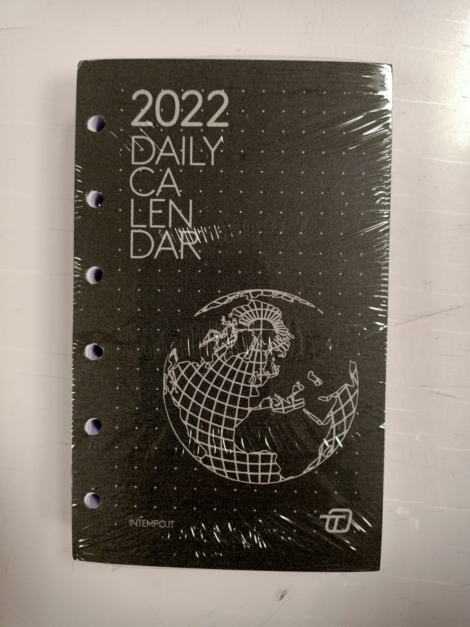 2022
DAILY
CA
LEN
DAR
INTEMPO.IT